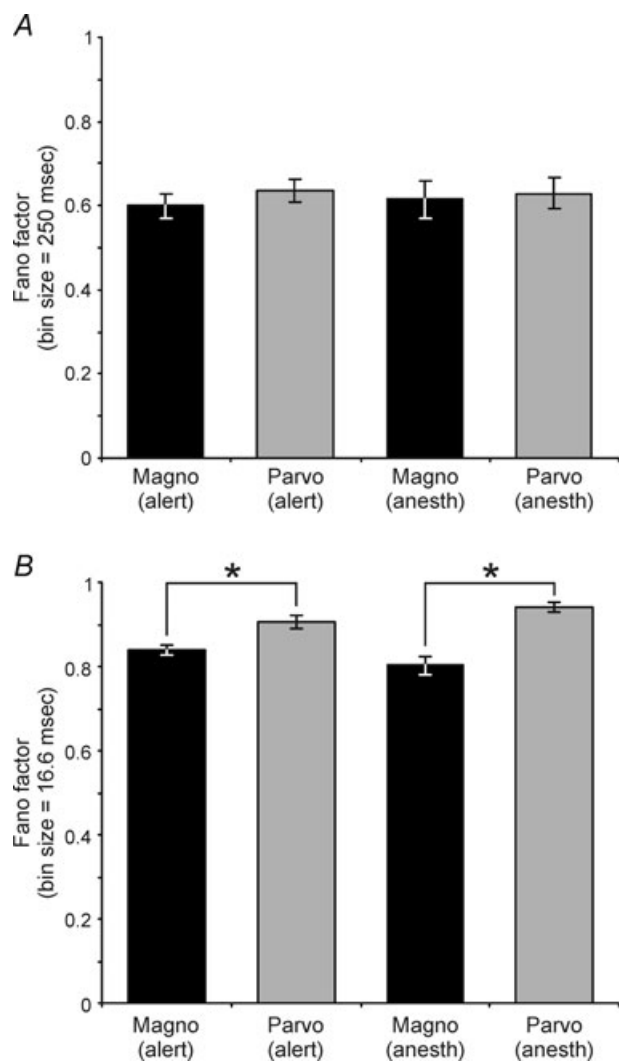 A
Fano factor
(bin size = 250 msec)
1
0.8
0.6
0.4
0.2
0
Magno Parvo Magno Parvo
(alert) (alert) (anesth) (anesth)
B
Fano factor
(bin size = 16.6 msec)
1
0.8
0.6
0.4
0.2
0
* *
Magno Parvo Magno Parvo
(alert) (alert) (anesth) (anesth)